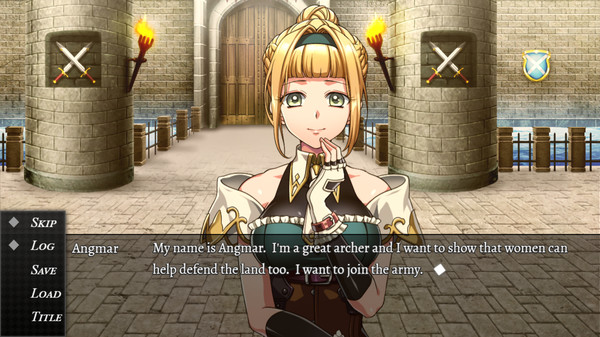 Skip
Log
Save
Load
Title
Angmar
My name is Angmar. I'm a great archer and I want to show that women can
help defend the land too. I want to join the army.